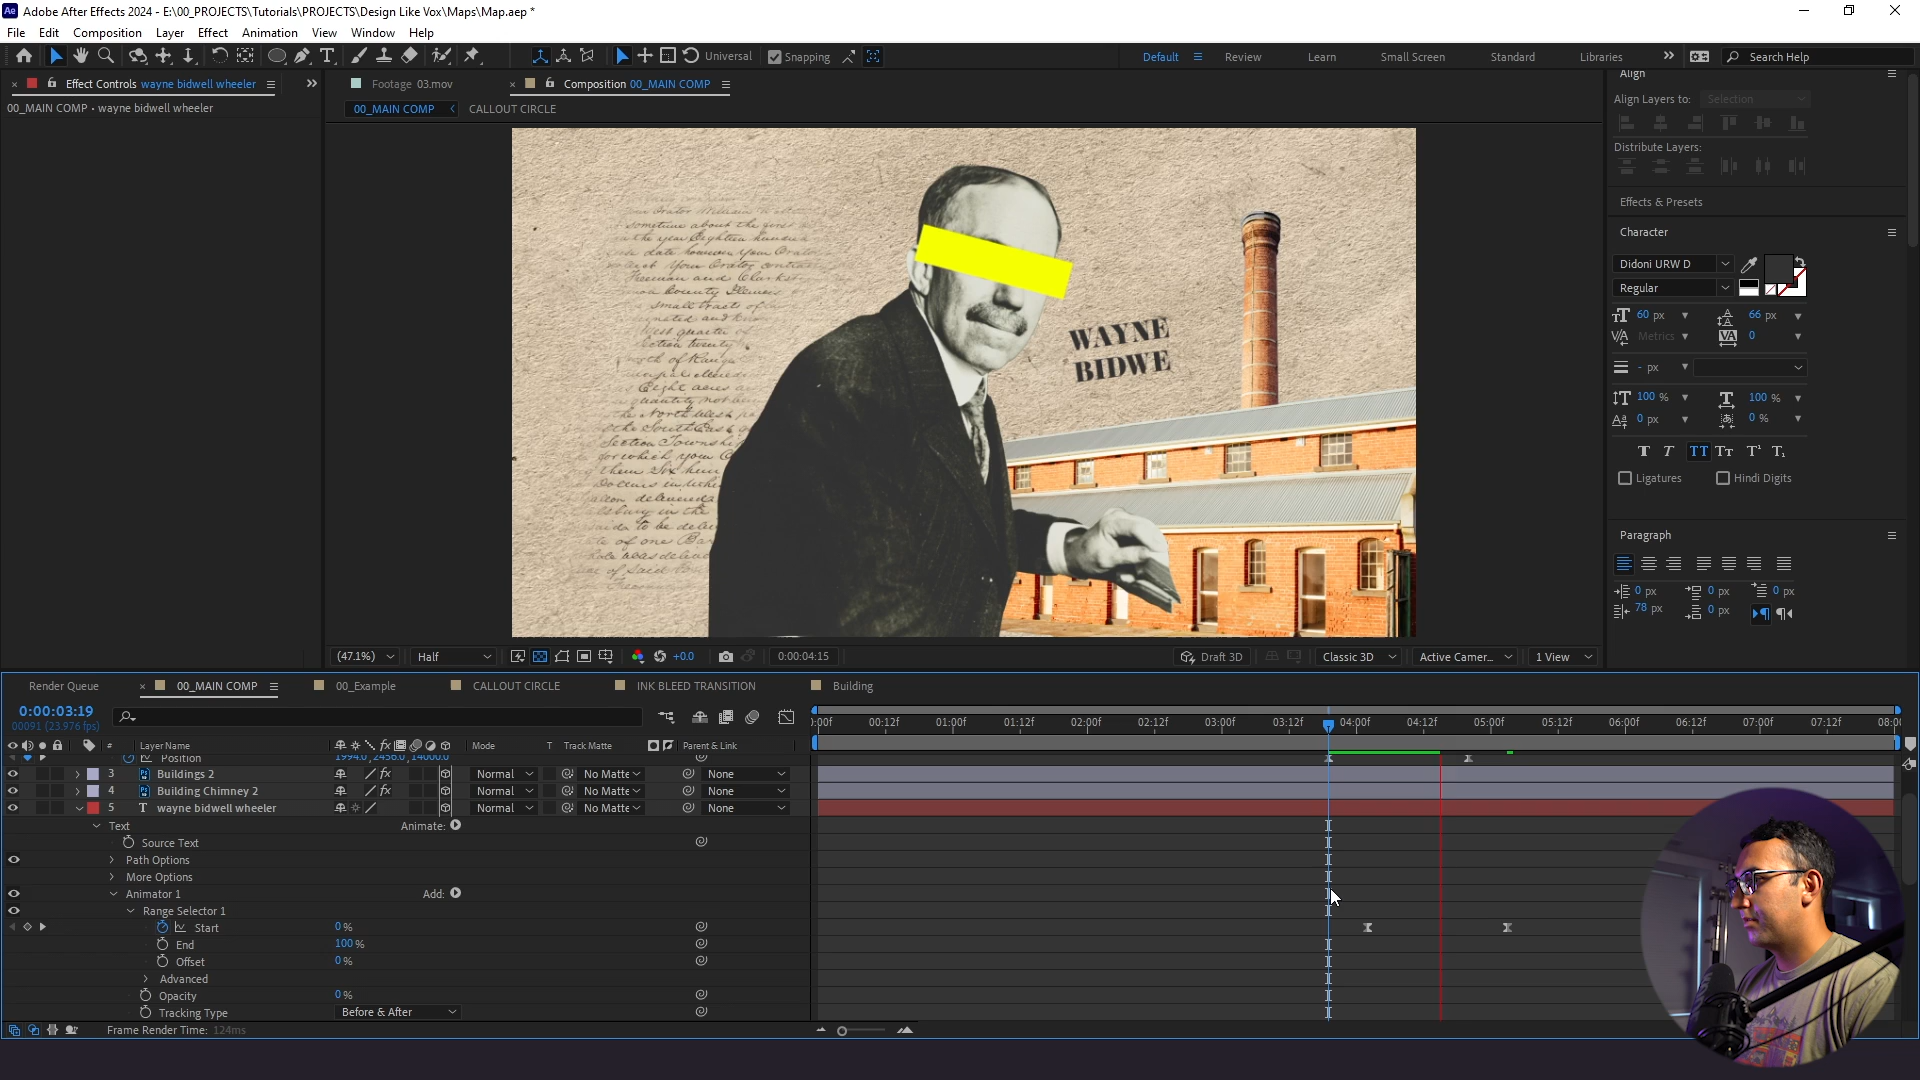 Adobe After Effects 2024 - E:\00_PROJECTS\Tutorials\PROJECTS\Design Like Vox\Maps\Map.aep *
File Edit Composition Layer Effect Animation View Window Help
Universal Snapping Default Review Learn Small Screen Standard Libraries Search Help
Effect Controls wayne bidwell wheeler
Footage 03.mov
Composition 00_MAIN COMP
00_MAIN COMP • wayne bidwell wheeler
00_MAIN COMP CALLOUT CIRCLE
WAYNE
BIDWE
Align
Align Layers to: Selection
Distribute Layers:
Effects & Presets
Character
Didoni URW D
Regular
60 px 66 px
Metrics 0
- px
100 % 100 %
0 px 0 %
Ligatures Hindi Digits
Paragraph
0 px 0 px 0 px
78 px 0 px
(47.1%) Half +0.0 0:00:04:15 Draft 3D Classic 3D Active Camer... 1 View
Render Queue 00_MAIN COMP 00_Example CALLOUT CIRCLE INK BLEED TRANSITION Building
0:00:03:19
00091 (23.976 fps)
:00f 00:12f 01:00f 01:12f 02:00f 02:12f 03:00f 03:12f 04:00f 04:12f 05:00f 05:12f 06:00f 06:12f 07:00f 07:12f 08:00
# Layer Name Mode T Track Matte Parent & Link
Position 1994.0, 2456.0, 14000.0
3 Buildings 2 Normal No Matte None
4 Building Chimney 2 Normal No Matte None
5 T wayne bidwell wheeler Normal No Matte None
Text Animate:
Source Text
Path Options
More Options
Animator 1 Add:
Range Selector 1
Start 0 %
End 100 %
Offset 0 %
Advanced
Opacity 0 %
Tracking Type Before & After
Frame Render Time: 124ms